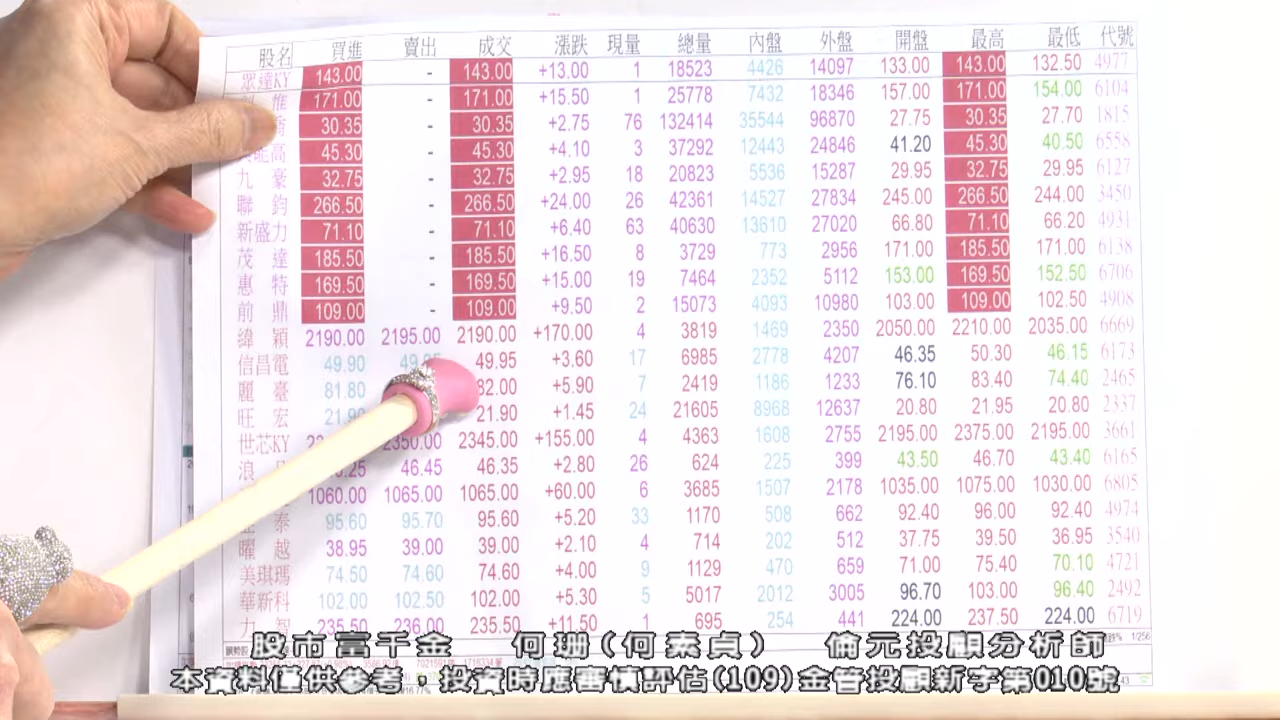 股名 買進 賣出 成交 漲跌 現量 總量 內盤 外盤 開盤 最高 最低 代號
眾達KY 143.00 - 143.00 +13.00 1 18523 4426 14097 133.00 143.00 132.50 4977
惟 171.00 - 171.00 +15.50 1 25778 7432 18346 157.00 171.00 154.00 6104
喬 30.35 - 30.35 +2.75 76 132414 35544 96870 27.75 30.35 27.70 1815
能高 45.30 - 45.30 +4.10 3 37292 12443 24846 41.20 45.30 40.50 6558
九豪 32.75 - 32.75 +2.95 18 20823 5536 15287 29.95 32.75 29.95 6127
聯鈞 266.50 - 266.50 +24.00 26 42361 14527 27834 245.00 266.50 244.00 3450
新盛力 71.10 - 71.10 +6.40 63 40630 13610 27020 66.80 71.10 66.20 4931
茂達 185.50 - 185.50 +16.50 8 3729 773 2956 171.00 185.50 171.00 6138
惠特 169.50 - 169.50 +15.00 19 7464 2352 5112 153.00 169.50 152.50 6706
前鼎 109.00 - 109.00 +9.50 2 15073 4093 10980 103.00 109.00 102.50 4908
緯穎 2190.00 2195.00 2190.00 +170.00 4 3819 1469 2350 2050.00 2210.00 2035.00 6669
信昌電 49.90 49.95 49.95 +3.60 17 6985 2778 4207 46.35 50.30 46.15 6173
麗臺 81.80 82.00 +5.90 7 2419 1186 1233 76.10 83.40 74.40 2465
旺宏 21.90 21.90 +1.45 24 21605 8968 12637 20.80 21.95 20.80 2337
世芯KY 2350.00 2345.00 +155.00 4 4363 1608 2755 2195.00 2375.00 2195.00 3661
浪 46.45 46.35 +2.80 26 624 225 399 43.50 46.70 43.40 6165
1060.00 1065.00 1065.00 +60.00 6 3685 1507 2178 1035.00 1075.00 1030.00 6805
泰 95.60 95.70 95.60 +5.20 33 1170 508 662 92.40 96.00 92.40 4974
曜越 38.95 39.00 39.00 +2.10 4 714 202 512 37.75 39.50 36.95 3540
美琪瑪 74.50 74.60 74.60 +4.00 9 1129 470 659 71.00 75.40 70.10 4721
華新科 102.00 102.50 102.00 +5.30 5 5017 2012 3005 96.70 103.00 96.40 2492
力智 235.50 236.00 235.50 +11.50 1 695 254 441 224.00 237.50 224.00 6719
股市富千金 何珊(何素貞) 倫元投顧分析師
本資料僅供參考,投資時應審慎評估(109)金管投顧新字第010號